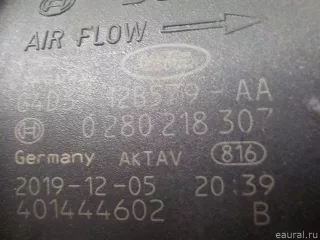 AIR FLOW
12B579-AA
0 280 218 307
Germany AKTAV 816
2019-12-05 20:39
401444602 B
eaural.ru